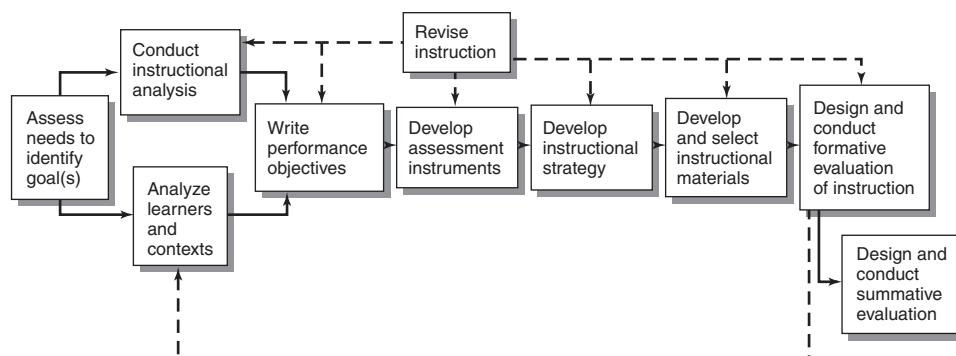 Revise
instruction
Conduct
instructional
analysis
Assess
needs to
identify
goal(s)
Analyze
learners
and
contexts
Write
performance
objectives
Develop
assessment
instruments
Develop
instructional
strategy
Develop
and select
instructional
materials
Design and
conduct
formative
evaluation
of instruction
Design and
conduct
summative
evaluation